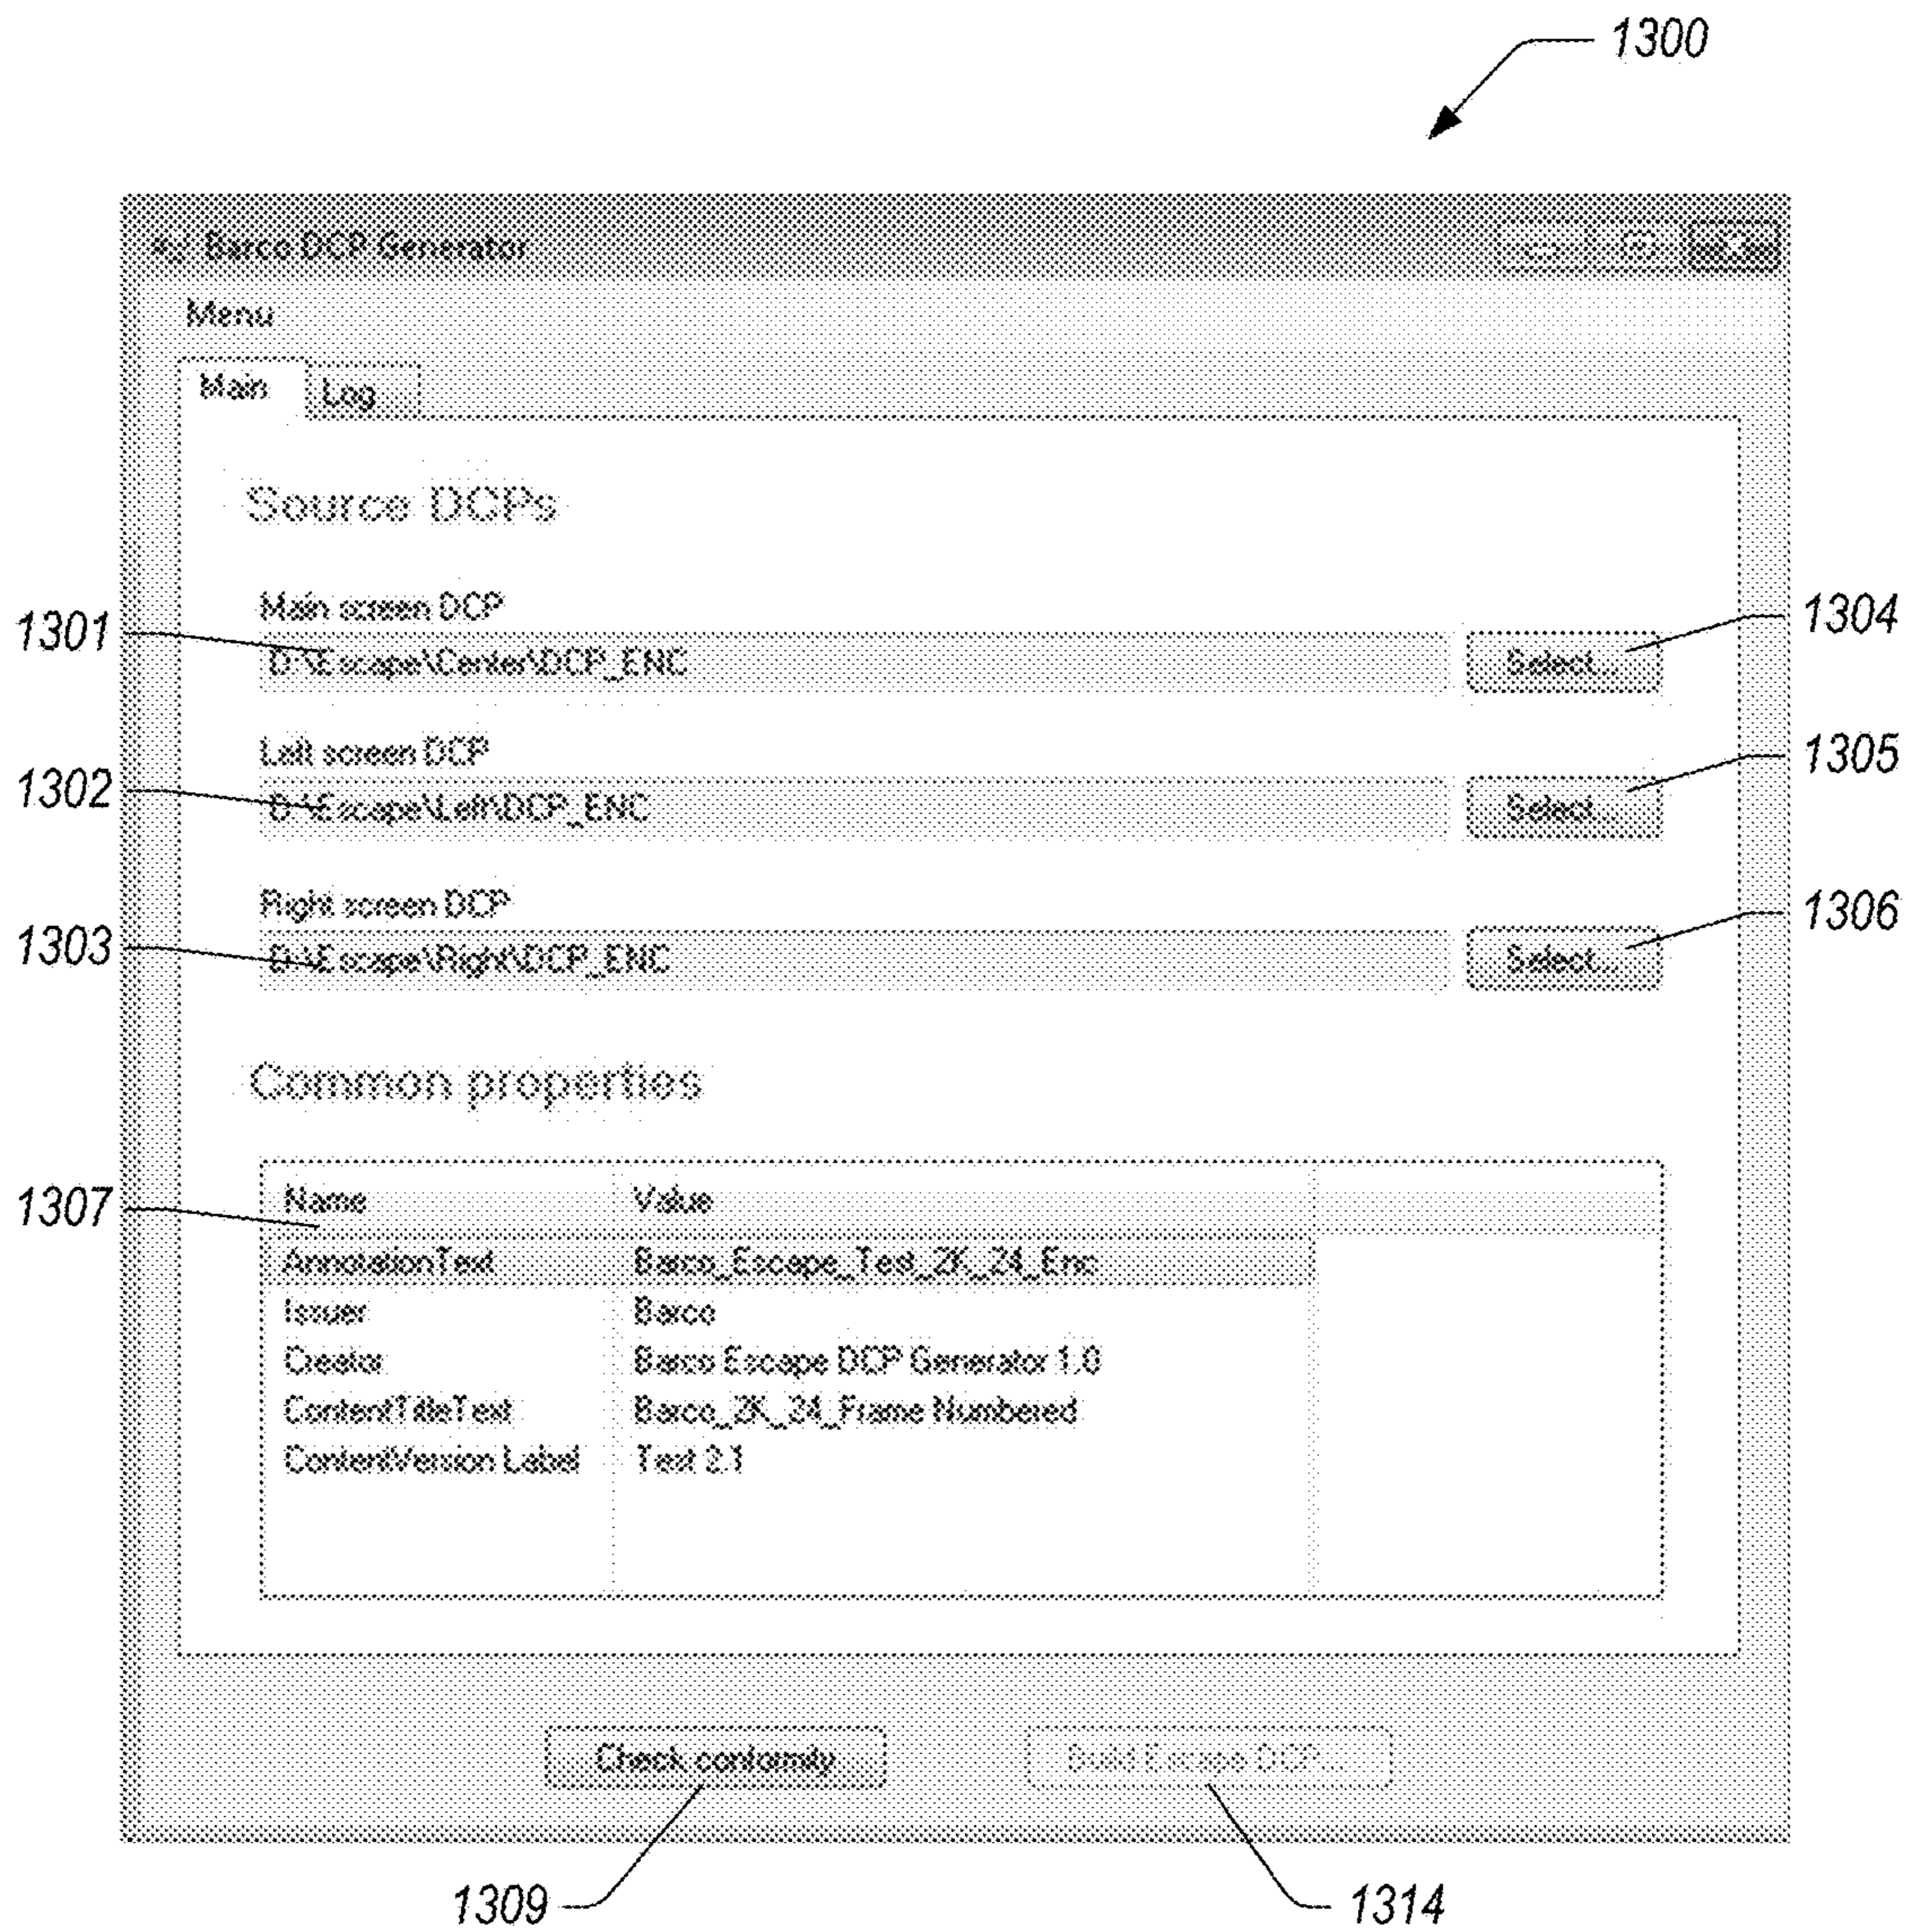 1300
Barco DCP Generator
Menu
Main Log
Source DCPs
Main screen DCP
1301 D:\Escape\Center\DCP_ENC Select... 1304
Left screen DCP
1302 D:\Escape\Left\DCP_ENC Select... 1305
Right screen DCP
1303 D:\Escape\Right\DCP_ENC Select... 1306
Common properties
1307 Name Value
AnnotationText Barco_Escape_Test_2K_24_Enc
Issuer Barco
Creator Barco Escape DCP Generator 1.0
ContentTitleText Barco_2K_24_Frame Numbered
ContentVersion Label Test 2.1
Check conformity Build Escape DCP...
1309 1314